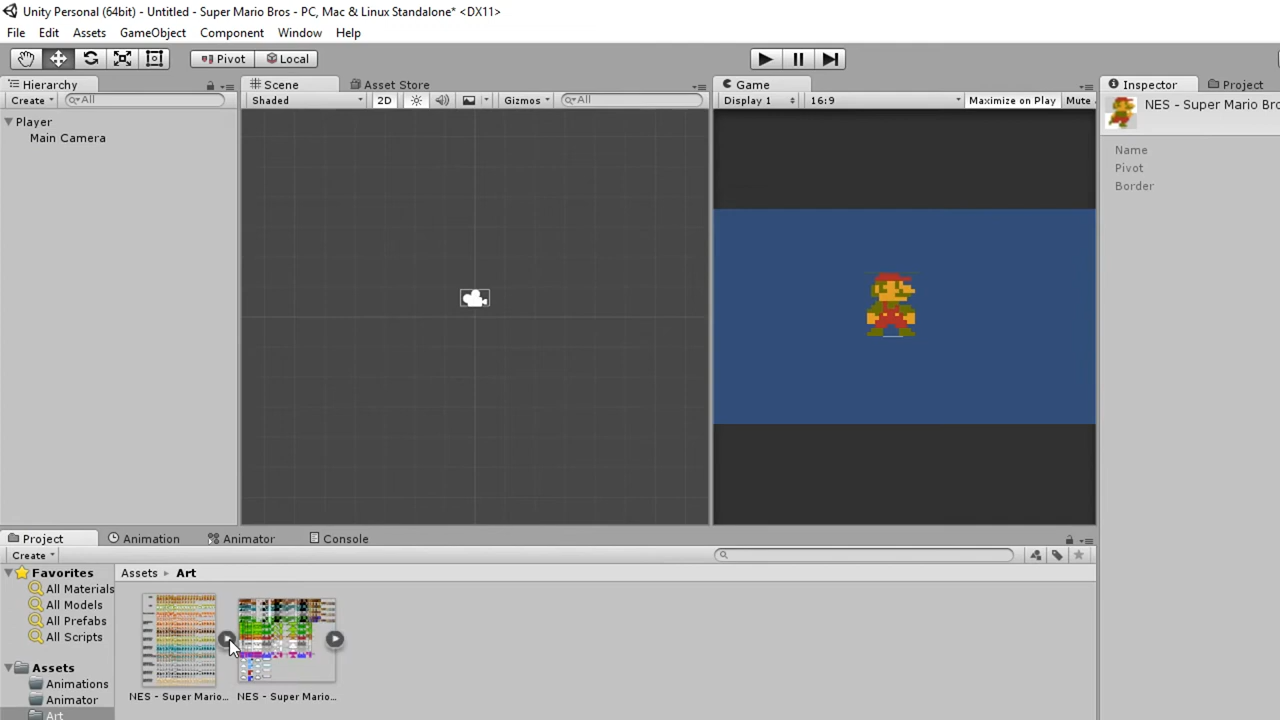 Unity Personal (64bit) - Untitled - Super Mario Bros - PC, Mac & Linux Standalone* <DX11>
File Edit Assets GameObject Component Window Help
Pivot Local
Hierarchy Scene Asset Store Game Inspector Project
Create All Shaded 2D Gizmos All Display 1 16:9 Maximize on Play Mute
NES - Super Mario Bro
Player
Main Camera
Name
Pivot
Border
Project Animation Animator Console
Create
Favorites Assets Art
All Materials
All Models
All Prefabs
All Scripts
Assets
Animations
NES - Super Mario... NES - Super Mario...
Animator
Art